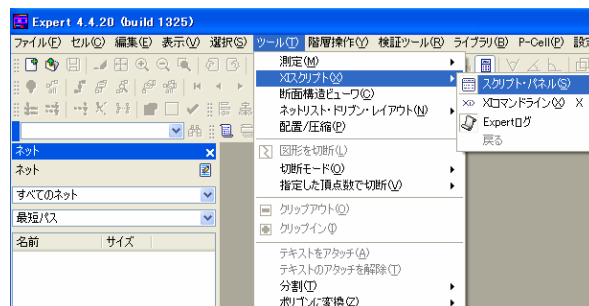 Expert 4.4.20 (build 1325)
ファイル(F) セル(C) 編集(E) 表示(V) 選択(S) ツール(T) 階層操作(Y) 検証ツール(R) ライブラリ(B) P-Cell(P) 設定
測定(M)
XIスクリプト(X)
断面構造ビューワ(C)
ネットリスト・ドリブン・レイアウト(N)
配置/圧縮(P)
図形を切断(L)
切断モード(O)
指定した頂点数で切断(V)
クリップアウト(O)
クリップイン(I)
テキストをアタッチ(A)
テキストのアタッチを解除(T)
分割(T)
ポリゴンに変換(Z)
スクリプト・パネル(S)
XIコマンドライン(X) X
Expertログ
戻る
ネット
ネット
すべてのネット
最短パス
名前 サイズ